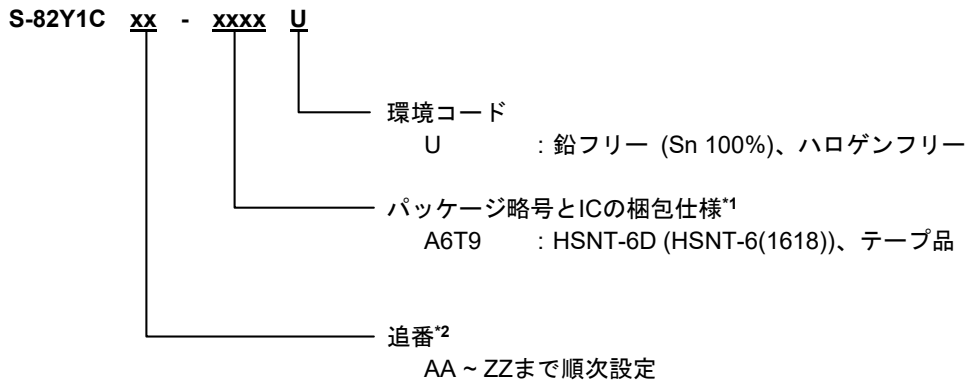 S-82Y1C xx - xxxx U
環境コード
U : 鉛フリー (Sn 100%)、ハロゲンフリー
パッケージ略号とICの梱包仕様*1
A6T9 : HSNT-6D (HSNT-6(1618))、テープ品
追番*2
AA ~ ZZまで順次設定